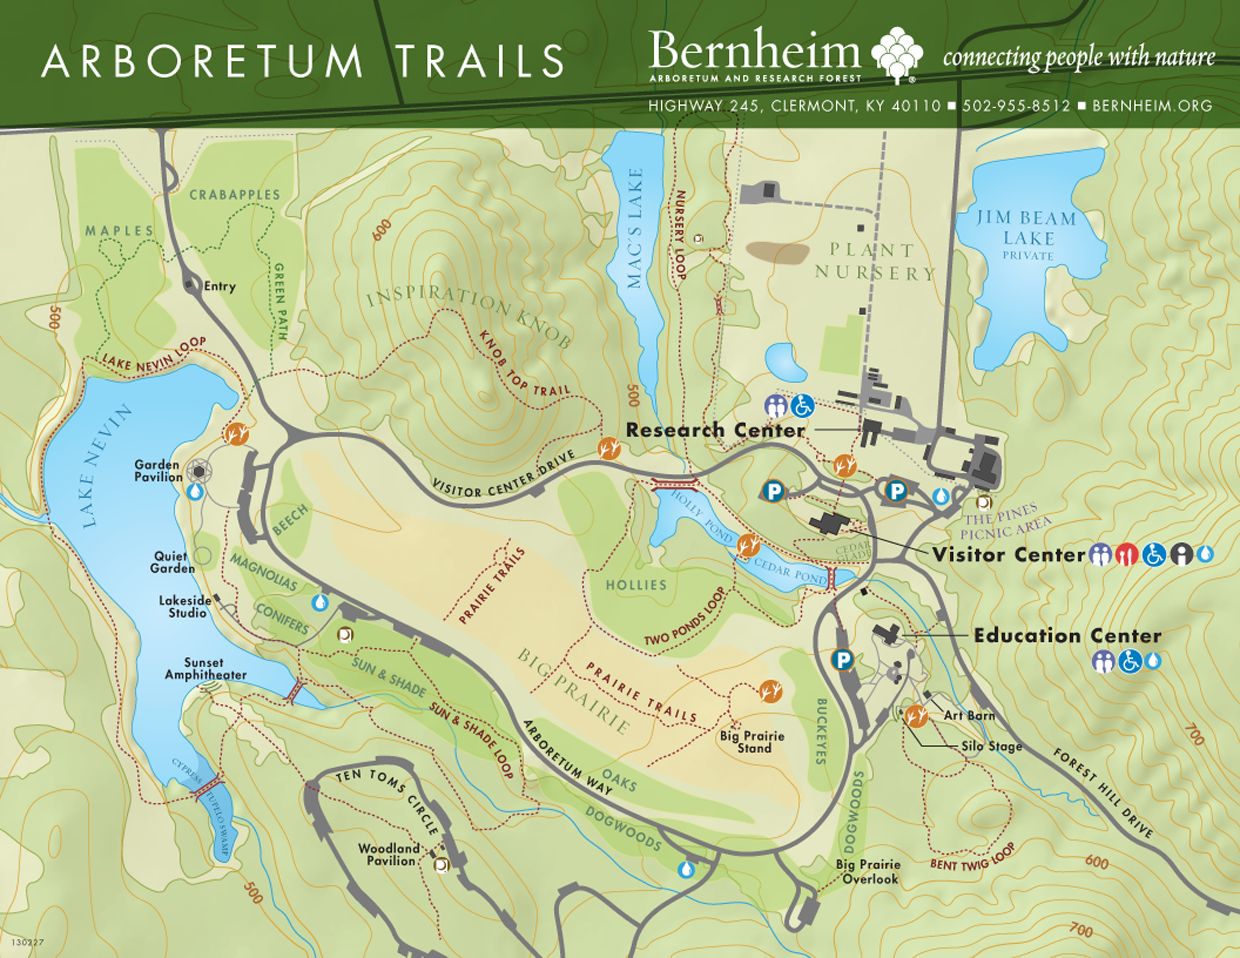 ARBORETUM TRAILS
Bernheim
ARBORETUM AND RESEARCH FOREST
®
connecting people with nature
HIGHWAY 245, CLERMONT, KY 40110 ■ 502-955-8512 ■ BERNHEIM.ORG
CRABAPPLES
MAPLES
Entry
GREEN PATH
600
500
INSPIRATION KNOB
KNOB TOP TRAIL
MAC'S LAKE
NURSERY LOOP
PLANT
NURSERY
JIM BEAM
LAKE
PRIVATE
500
LAKE NEVIN LOOP
LAKE NEVIN
Research Center
Garden
Pavilion
VISITOR CENTER DRIVE
P
P
HOLLY POND
THE PINES
PICNIC AREA
BEECH
Quiet
Garden
MAGNOLIAS
PRAIRIE TRAILS
CEDAR
GLADE
CEDAR POND
Visitor Center
HOLLIES
Lakeside
Studio
CONIFERS
TWO PONDS LOOP
Education Center
Sunset
Amphitheater
SUN & SHADE
SUN & SHADE LOOP
BIG PRAIRIE
PRAIRIE TRAILS
P
BUCKEYES
Big Prairie
Stand
Art Barn
Silo Stage
700
ARBORETUM WAY
OAKS
FOREST HILL DRIVE
CYPRESS
TUPELO SWAMP
TEN TOMS CIRCLE
DOGWOODS
DOGWOODS
Woodland
Pavilion
Big Prairie
Overlook
BENT TWIG LOOP
600
500
700
130227